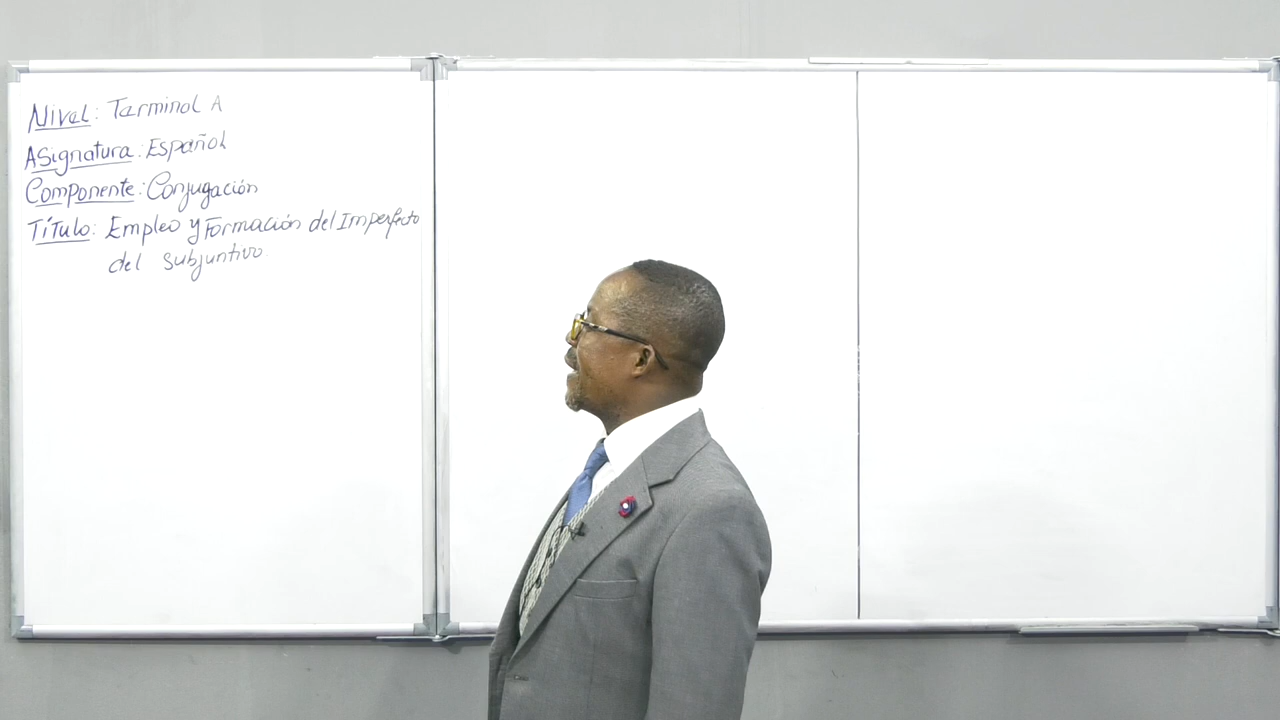 Nivel: Terminal A
Asignatura: Español
Componente: Conjugación
Título: Empleo y Formación del Imperfecto
del subjuntivo.